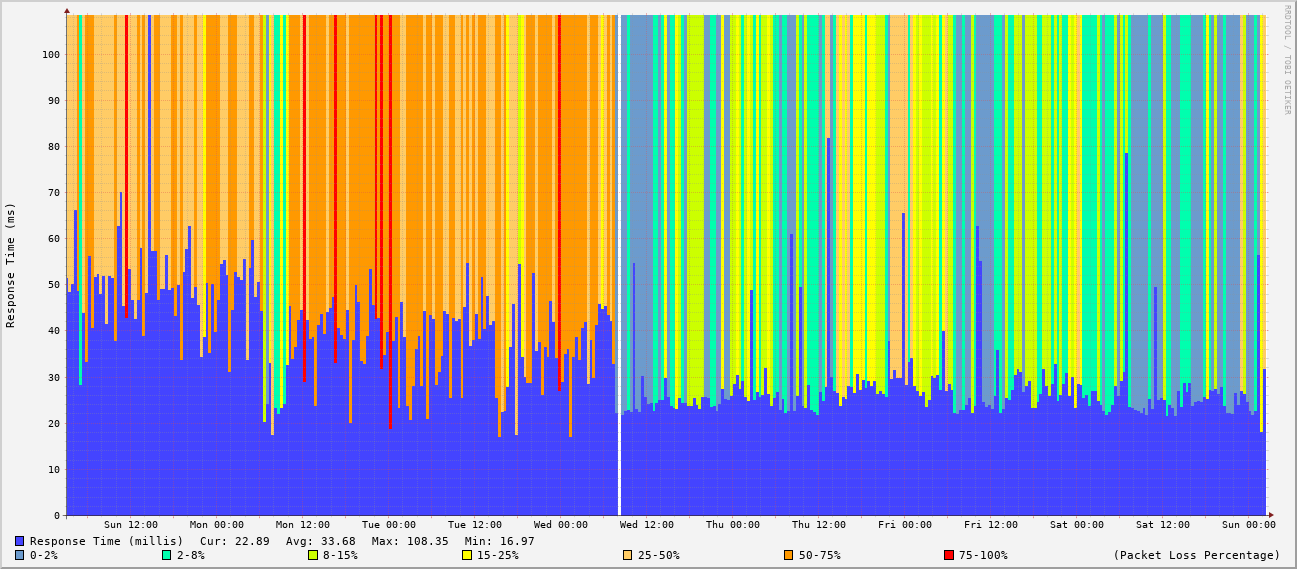 RRDTOOL / TOBI OETIKER
100
90
80
70
60
50
40
30
20
10
0
Response Time (ms)
Sun 12:00 Mon 00:00 Mon 12:00 Tue 00:00 Tue 12:00 Wed 00:00 Wed 12:00 Thu 00:00 Thu 12:00 Fri 00:00 Fri 12:00 Sat 00:00 Sat 12:00 Sun 00:00
Response Time (millis) Cur: 22.89 Avg: 33.68 Max: 108.35 Min: 16.97
0-2% 2-8% 8-15% 15-25% 25-50% 50-75% 75-100% (Packet Loss Percentage)